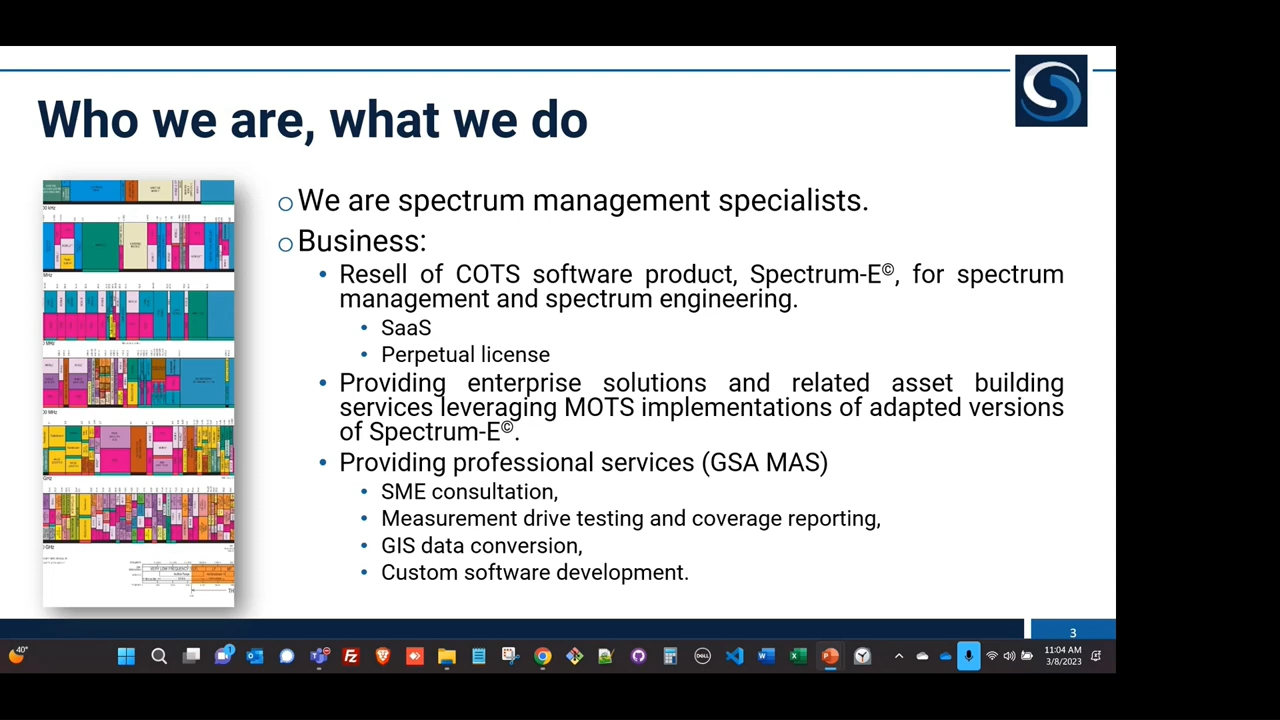 Who we are, what we do
○ We are spectrum management specialists.
○ Business:
• Resell of COTS software product, Spectrum-E©, for spectrum
management and spectrum engineering.
• SaaS
• Perpetual license
• Providing enterprise solutions and related asset building
services leveraging MOTS implementations of adapted versions
of Spectrum-E©.
• Providing professional services (GSA MAS)
• SME consultation,
• Measurement drive testing and coverage reporting,
• GIS data conversion,
• Custom software development.
3
40°
11:04 AM
3/8/2023